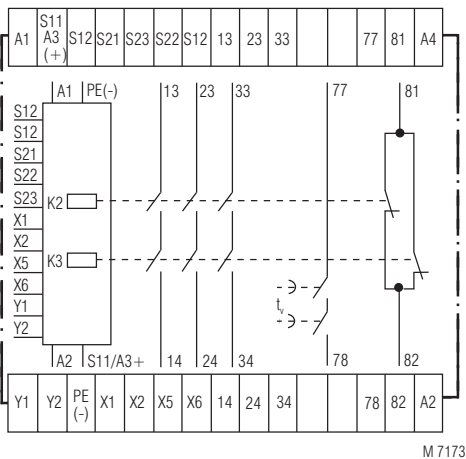 A1 S11 A3 (+) S12 S21 S23 S22 S12 13 23 33 77 81 A4
A1 PE(-) 13 23 33 77 81
S12
S12
S21
S22
S23
K2
X1
X2
X5
K3
X6
Y1
tv
Y2
A2 S11/A3+ 14 24 34 78 82
Y1 Y2 PE (-) X1 X2 X5 X6 14 24 34 78 82 A2
M 7173